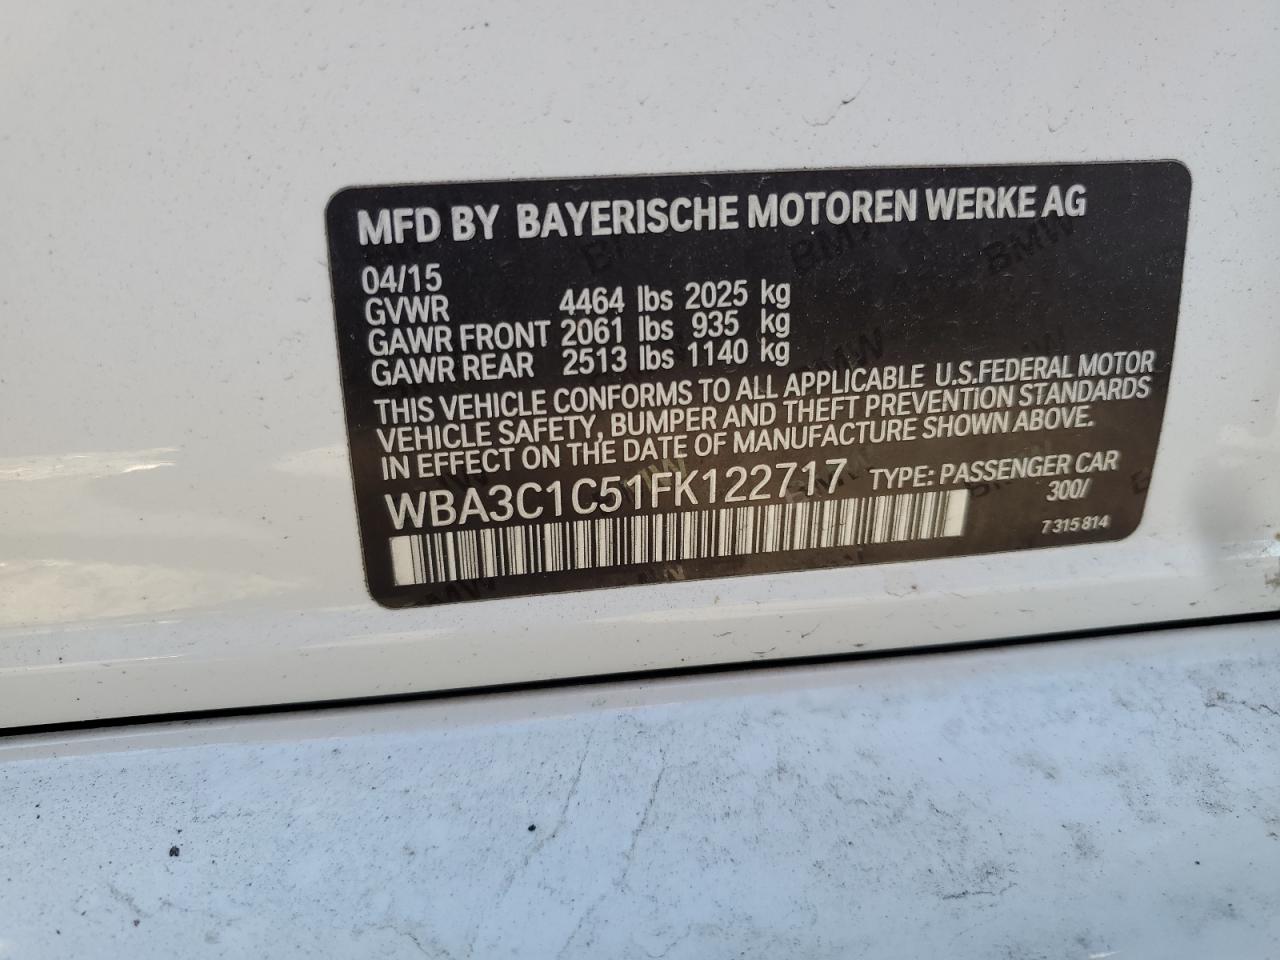 MFD BY BAYERISCHE MOTOREN WERKE AG
04/15
GVWR 4464 lbs 2025 kg
GAWR FRONT 2061 lbs 935 kg
GAWR REAR 2513 lbs 1140 kg
THIS VEHICLE CONFORMS TO ALL APPLICABLE U.S.FEDERAL MOTOR
VEHICLE SAFETY, BUMPER AND THEFT PREVENTION STANDARDS
IN EFFECT ON THE DATE OF MANUFACTURE SHOWN ABOVE.
WBA3C1C51FK122717 TYPE: PASSENGER CAR
300/
7 315 814